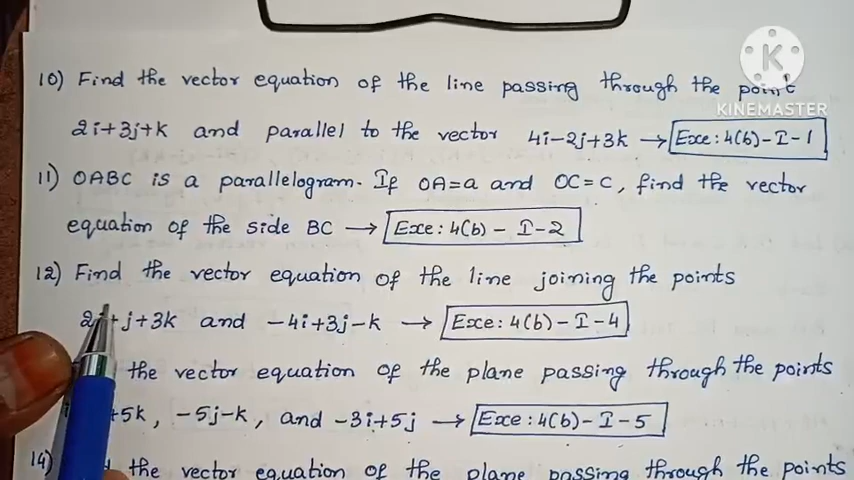 10) Find the vector equation of the line passing through the point
K
KINEMASTER
2i+3j+k and parallel to the vector 4i-2j+3k → Exe: 4(b) - I - 1
11) OABC is a parallelogram. If OA=a and OC=C, find the vector
equation of the side BC → Exe: 4(b) - I-2
12) Find the vector equation of the line joining the points
2i+j+3k and -4i+3j-k → Exe: 4(b) - I-4
the vector equation of the plane passing through the points
+5k, -5j-k, and -3i+5j → Exe: 4(b) - I-5
14) the vector equation of the plane passing through the points